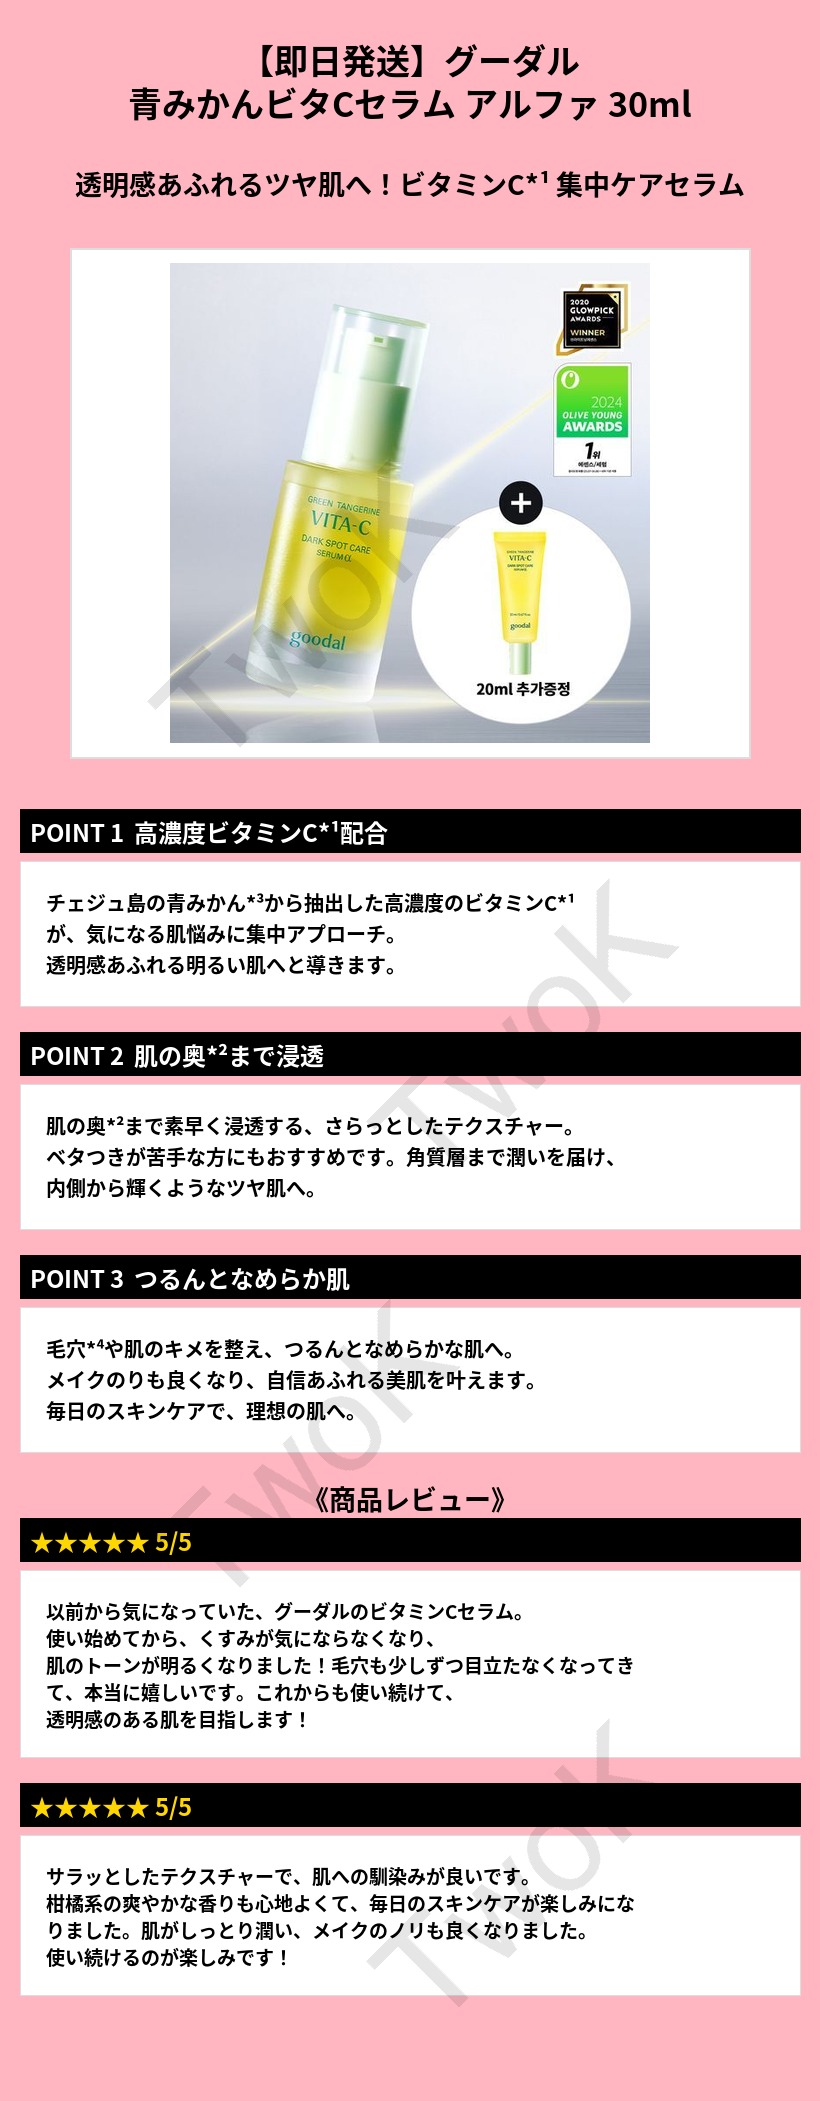 【即日発送】グーダル
青みかんビタCセラム アルファ 30ml
透明感あふれるツヤ肌へ！ビタミンC*¹ 集中ケアセラム
2020
GLOWPICK
AWARDS
WINNER
2024
OLIVE YOUNG
AWARDS
1위
에센스/세럼
GREEN TANGERINE
VITA-C
DARK SPOT CARE
SERUM α
goodal
+
GREEN TANGERINE
VITA-C
DARK SPOT CARE
SERUM α
goodal
20ml 추가증정
TwoK
POINT 1 高濃度ビタミンC*¹配合
チェジュ島の青みかん*³から抽出した高濃度のビタミンC*¹
が、気になる肌悩みに集中アプローチ。
透明感あふれる明るい肌へと導きます。
TwoK
POINT 2 肌の奥*²まで浸透
肌の奥*²まで素早く浸透する、さらっとしたテクスチャー。
ベタつきが苦手な方にもおすすめです。角質層まで潤いを届け、
内側から輝くようなツヤ肌へ。
POINT 3 つるんとなめらか肌
毛穴*⁴や肌のキメを整え、つるんとなめらかな肌へ。
メイクのりも良くなり、自信あふれる美肌を叶えます。
毎日のスキンケアで、理想の肌へ。
TwoK
《商品レビュー》
★★★★★ 5/5
以前から気になっていた、グーダルのビタミンCセラム。
使い始めてから、くすみが気にならなくなり、
肌のトーンが明るくなりました！毛穴も少しずつ目立たなくなってき
て、本当に嬉しいです。これからも使い続けて、
透明感のある肌を目指します！
★★★★★ 5/5
サラッとしたテクスチャーで、肌への馴染みが良いです。
柑橘系の爽やかな香りも心地よくて、毎日のスキンケアが楽しみにな
りました。肌がしっとり潤い、メイクのノリも良くなりました。
使い続けるのが楽しみです！
TwoK